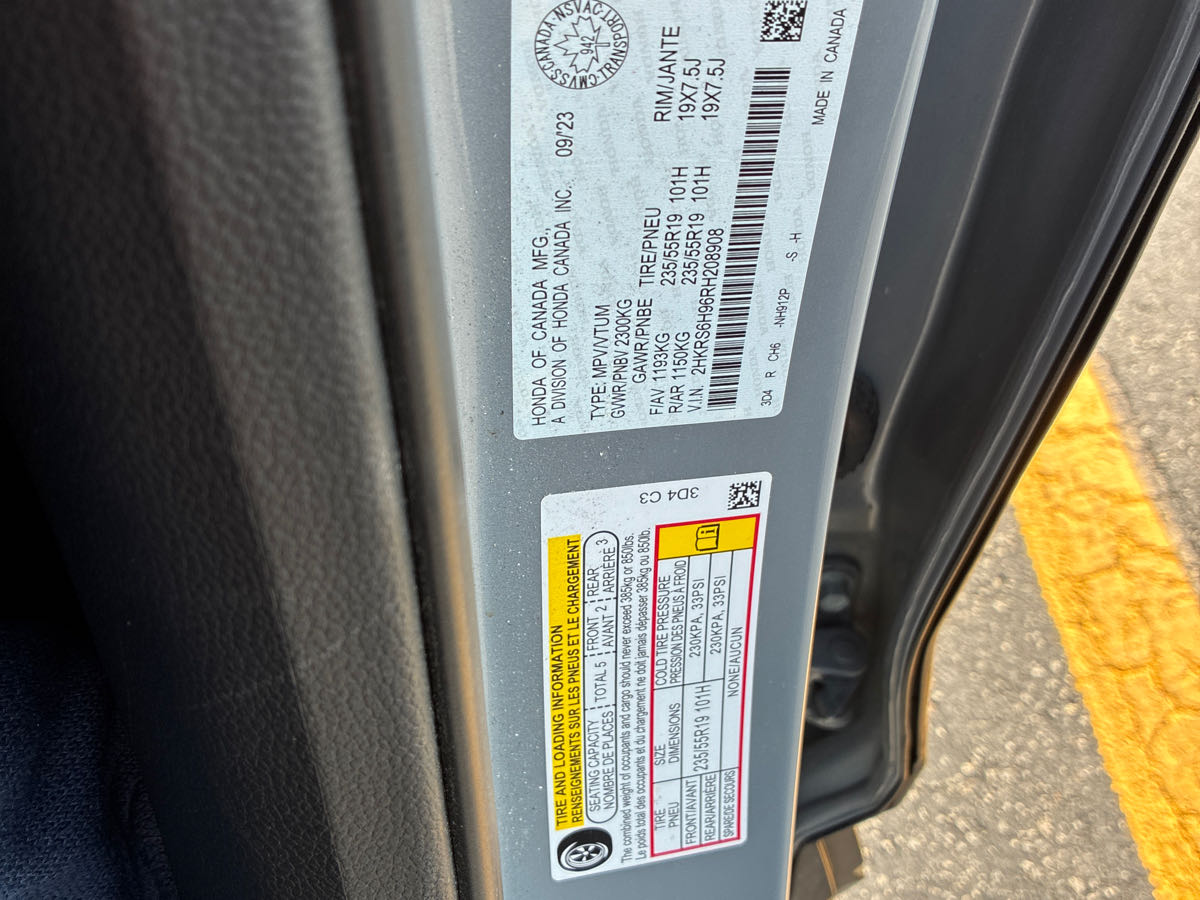 HONDA OF CANADA MFG.,
A DIVISION OF HONDA CANADA INC. 09/'23
CMVSS-CANADA-NSVAC-TRANSPORT
942
TYPE: MPV/VTUM
GVWR/PNBV 2300KG
GAWR/PNBE TIRE/PNEU RIM/JANTE
F/AV 1193KG 235/55R19 101H 19X7.5J
R/AR 1150KG 235/55R19 101H 19X7.5J
V.I.N. 2HKRS6H96RH208908
3D4 R CH6 -NH912P -S -H
MADE IN CANADA
3D4 C3
TIRE AND LOADING INFORMATION
RENSEIGNEMENTS SUR LES PNEUS ET LE CHARGEMENT
SEATING CAPACITY TOTAL 5 FRONT 2 REAR 3
NOMBRE DE PLACES AVANT ARRIÈRE
The combined weight of occupants and cargo should never exceed 385kg or 850lbs.
Le poids total des occupants et du chargement ne doit jamais dépasser 385kg ou 850lb.
TIRE SIZE COLD TIRE PRESSURE
PNEU DIMENSIONS PRESSION DES PNEUS À FROID
FRONT/AVANT 235/55R19 101H 230KPA, 33PSI
REAR/ARRIÈRE 230KPA, 33PSI
SPARE/DE SECOURS NONE/AUCUN